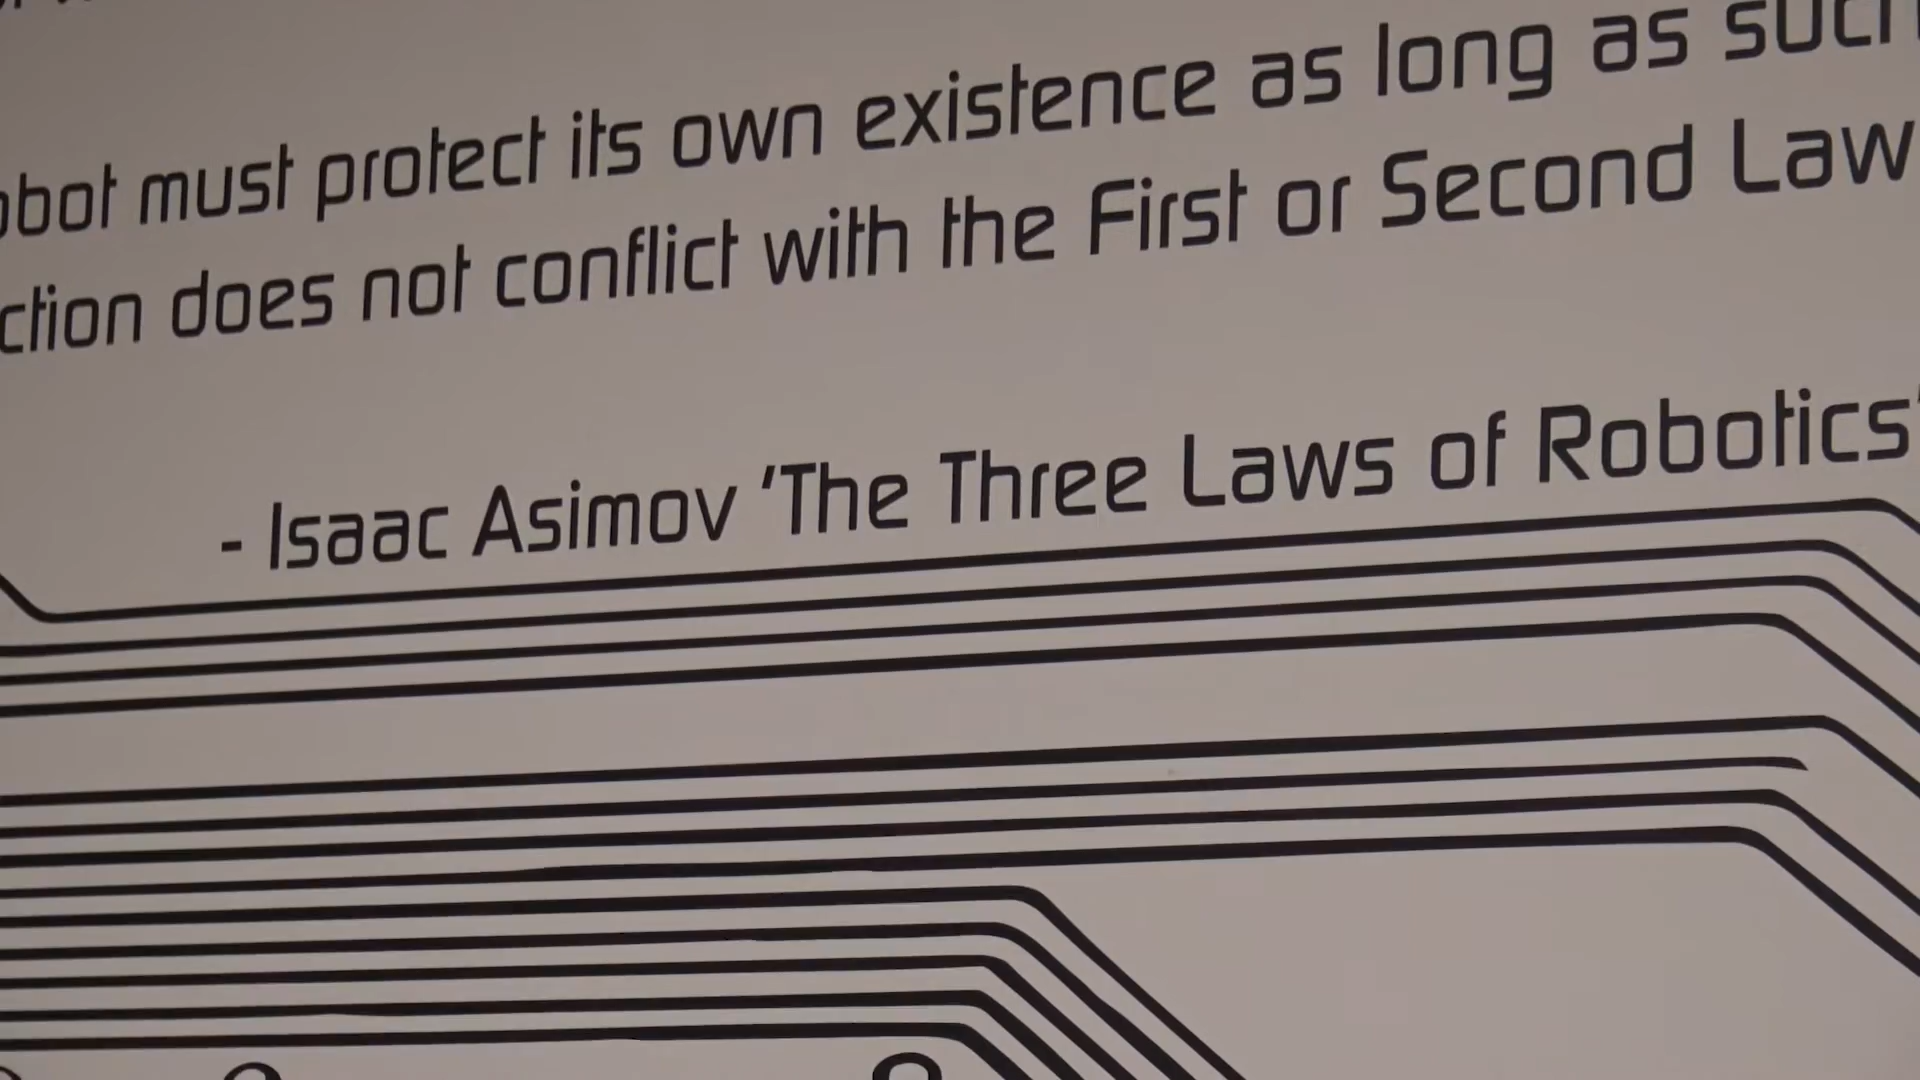 obot must protect its own existence as long as such
ction does not conflict with the First or Second Law
- Isaac Asimov 'The Three Laws of Robotics'